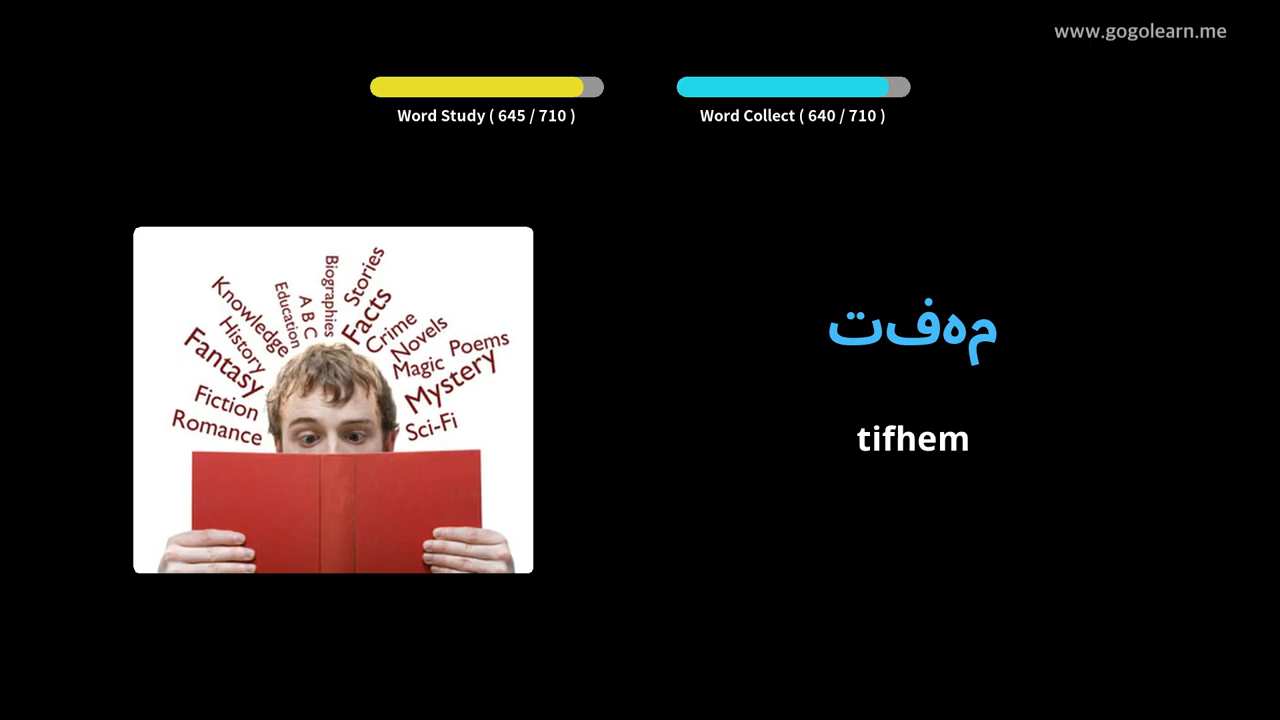 www.gogolearn.me
Word Study ( 645 / 710 )
Word Collect ( 640 / 710 )
Knowledge
Education
A B C
Biographies
Stories
Facts
History
Crime
Novels
Poems
Fantasy
Magic
Mystery
Fiction
Romance
Sci-Fi
تفهم
tifhem